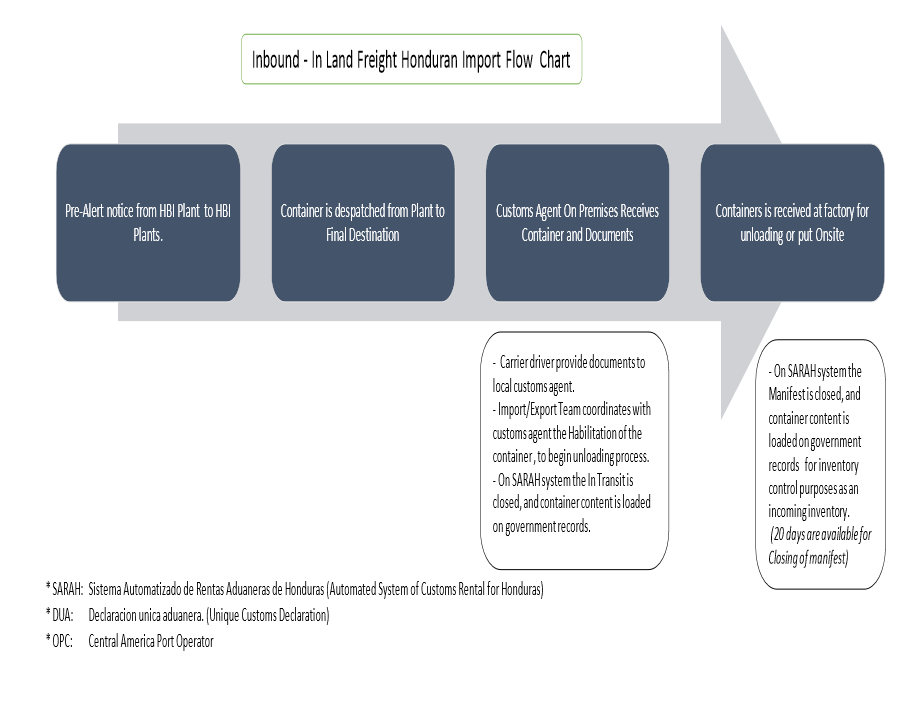 Inbound - In Land Freight Honduran Import Flow Chart
Pre-Alert notice from HBI Plant to HBI
Plants.
Container is despatched from Plant to
Final Destination
Customs Agent On Premises Receives
Container and Documents
Containers is received at factory for
unloading or put Onsite
- Carrier driver provide documents to
local customs agent.
- Import/Export Team coordinates with
customs agent the Habilitation of the
container , to begin unloading process.
- On SARAH system the In Transit is
closed, and container content is loaded
on government records.
- On SARAH system the
Manifest is closed, and
container content is
loaded on government
records for inventory
control purposes as an
incoming inventory.
(20 days are available for
Closing of manifest)
* SARAH: Sistema Automatizado de Rentas Aduaneras de Honduras (Automated System of Customs Rental for Honduras)
* DUA: Declaracion unica aduanera. (Unique Customs Declaration)
* OPC: Central America Port Operator